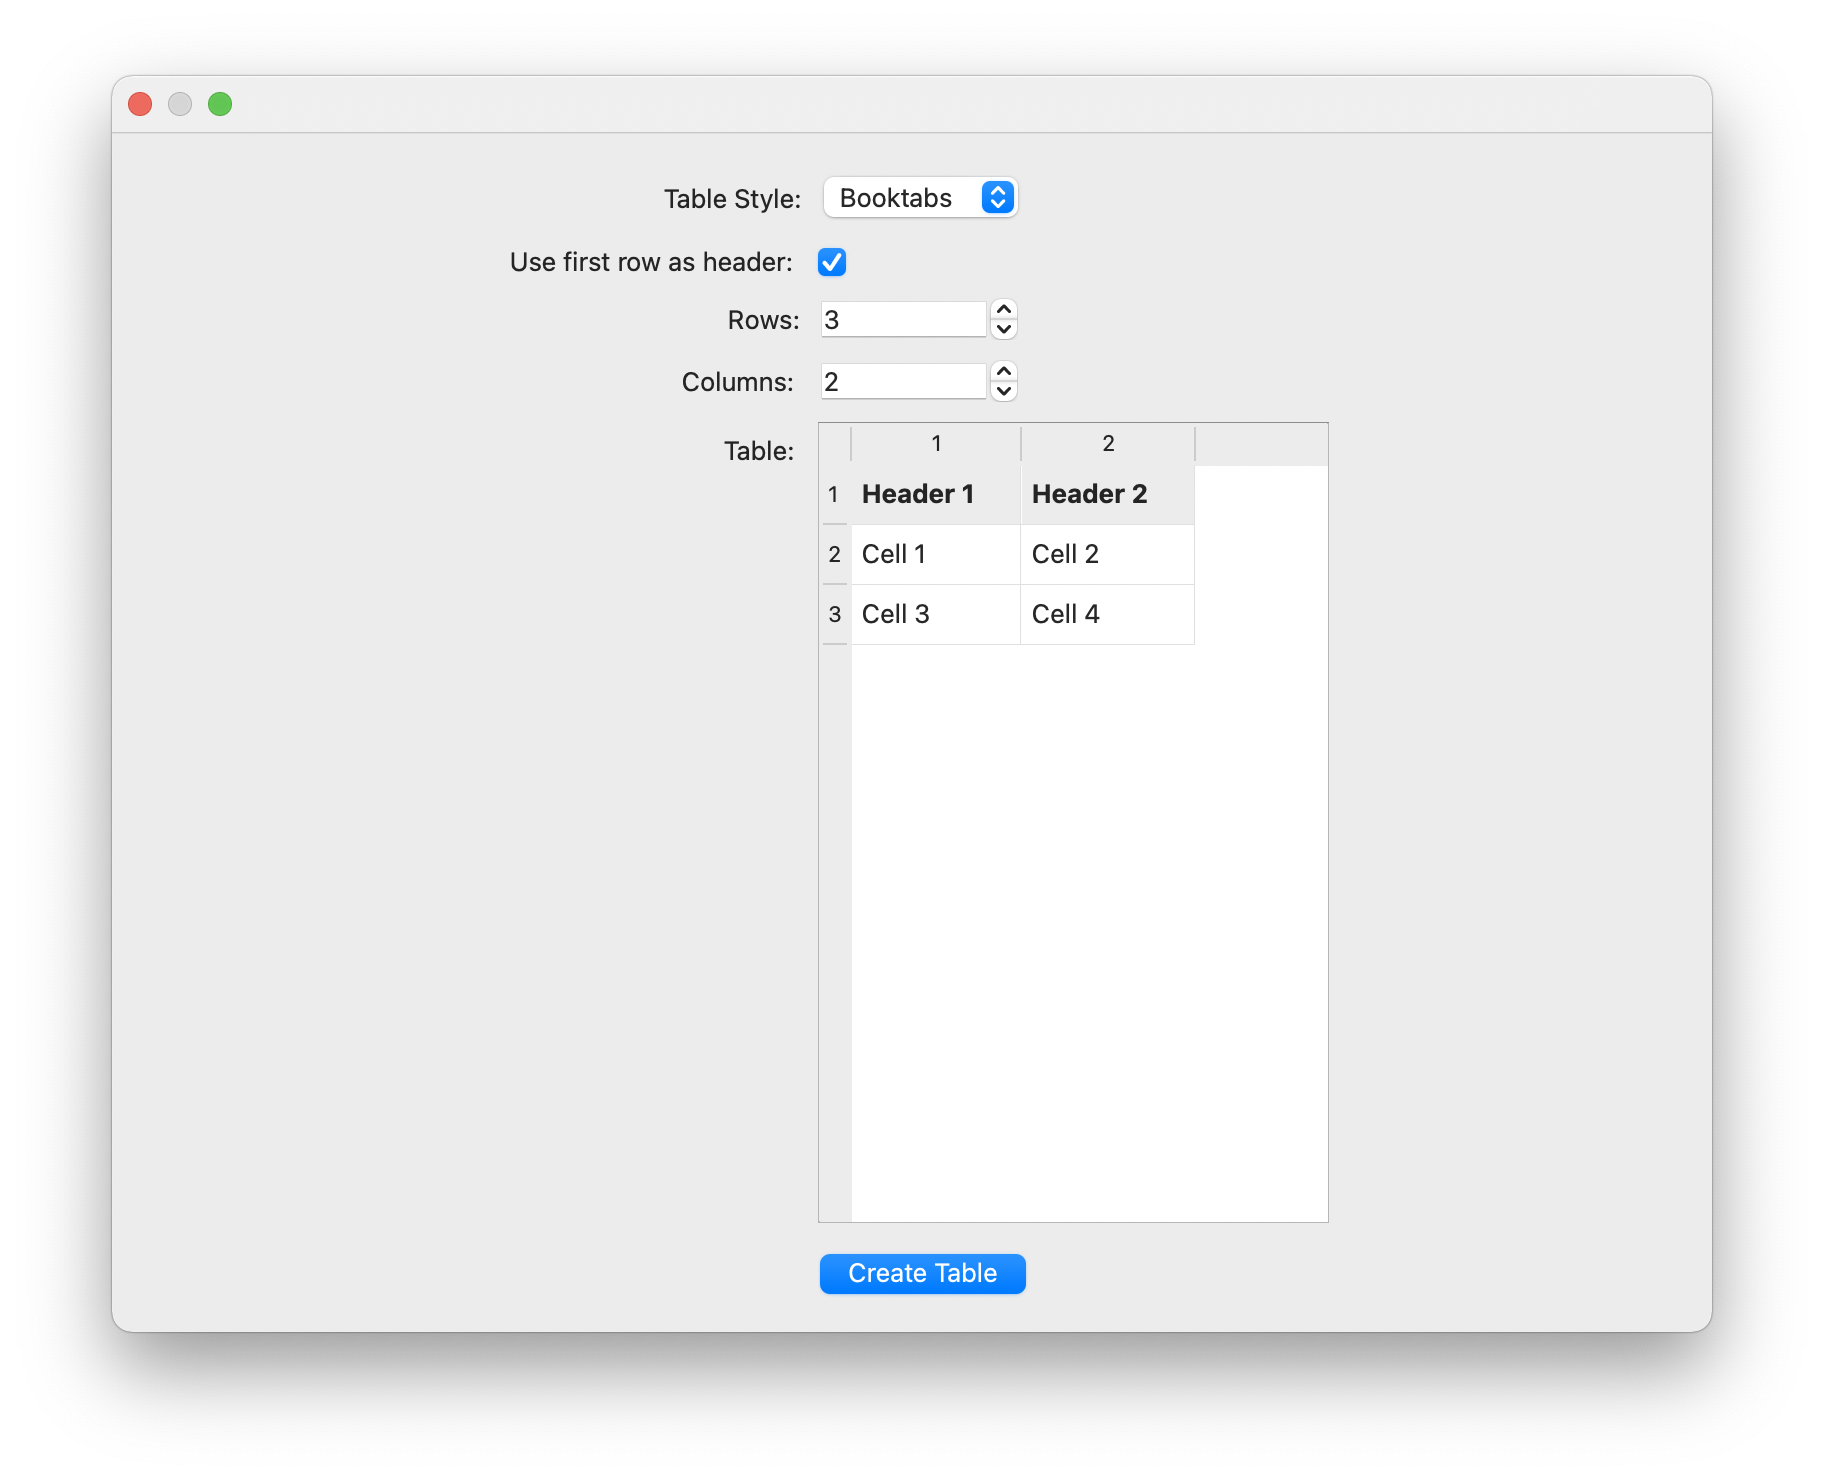 Table Style: Booktabs
Use first row as header:
Rows: 3
Columns: 2
Table:
1 2
1 Header 1 Header 2
2 Cell 1 Cell 2
3 Cell 3 Cell 4
Create Table